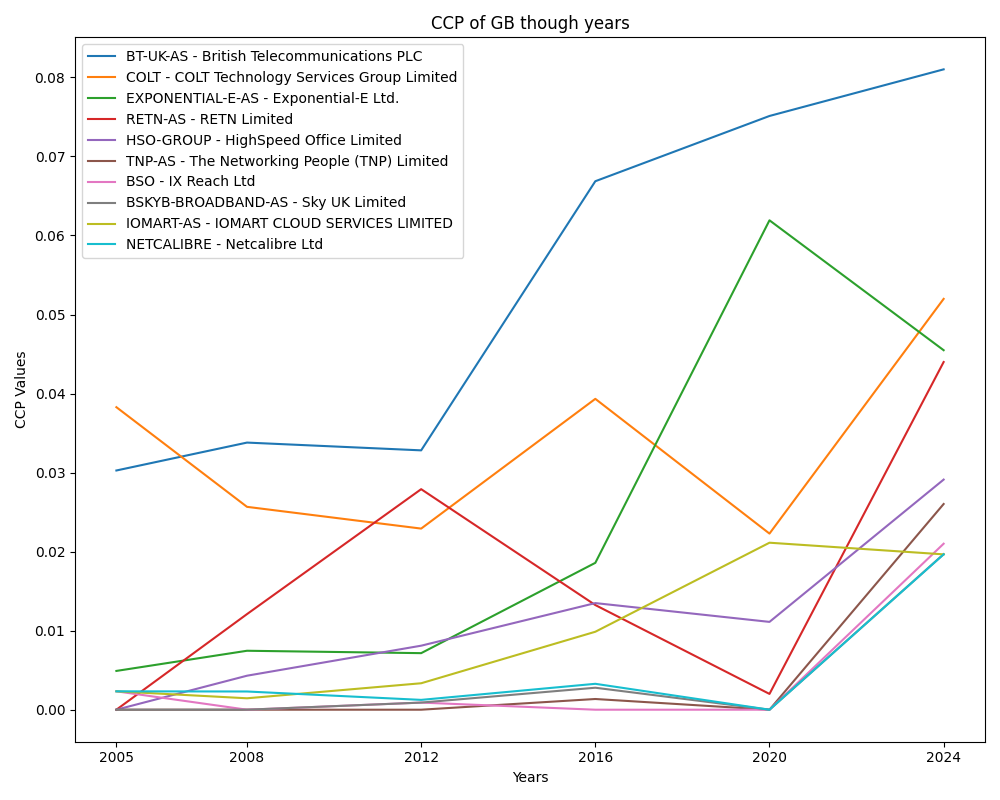 CCP of GB though years
BT-UK-AS - British Telecommunications PLC
COLT - COLT Technology Services Group Limited
EXPONENTIAL-E-AS - Exponential-E Ltd.
RETN-AS - RETN Limited
HSO-GROUP - HighSpeed Office Limited
TNP-AS - The Networking People (TNP) Limited
BSO - IX Reach Ltd
BSKYB-BROADBAND-AS - Sky UK Limited
IOMART-AS - IOMART CLOUD SERVICES LIMITED
NETCALIBRE - Netcalibre Ltd
CCP Values
0.08
0.07
0.06
0.05
0.04
0.03
0.02
0.01
0.00
2005 2008 2012 2016 2020 2024
Years